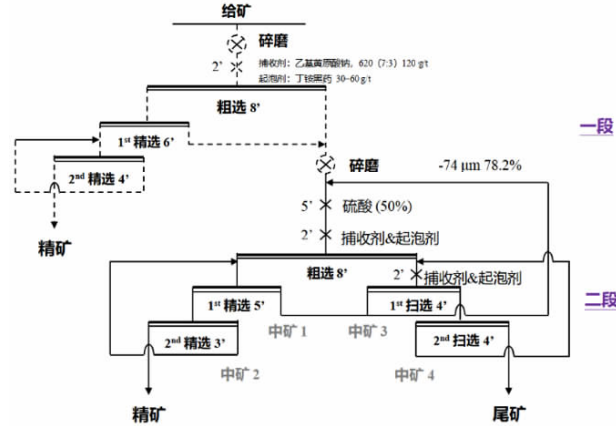 给矿
碎磨
2’
捕收剂：乙基黄原酸钠，620（7:3）120 g/t
起泡剂：丁铵黑药 30~60 g/t
粗选 8’
一段
1st 精选 6’
2nd 精选 4’
碎磨
-74 μm 78.2%
5’
硫酸 (50%)
精矿
2’
捕收剂&起泡剂
粗选 8’
2’
捕收剂&起泡剂
二段
1st 精选 5’
1st 扫选 4’
中矿 1
中矿 3
2nd 精选 3’
2nd 扫选 4’
中矿 2
中矿 4
精矿
尾矿